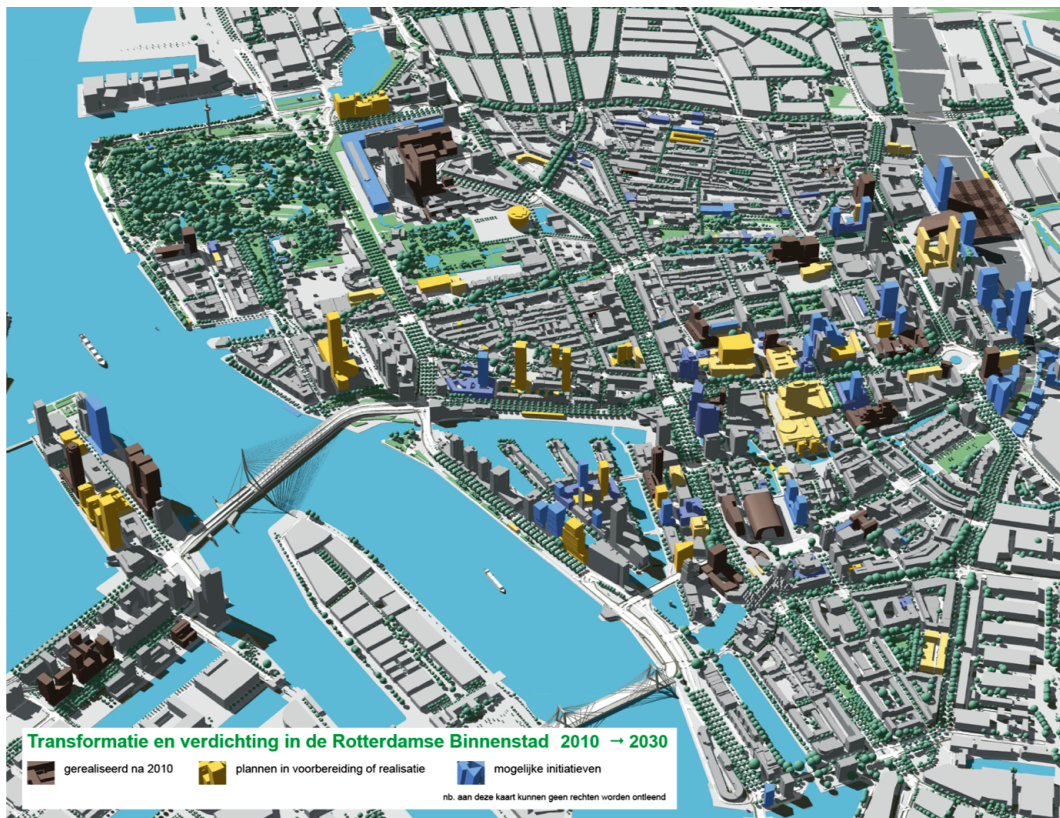 Transformatie en verdichting in de Rotterdamse Binnenstad 2010 → 2030
gerealiseerd na 2010
plannen in voorbereiding of realisatie
mogelijke initiatieven
nb. aan deze kaart kunnen geen rechten worden ontleend